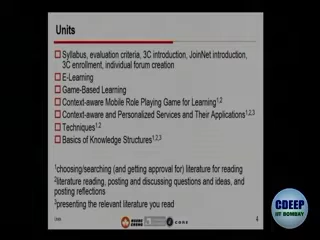 Units
Syllabus, evaluation criteria, 3C introduction, JoinNet introduction,
3C enrollment, individual forum creation
E-Learning
Game-Based Learning
Context-aware Mobile Role Playing Game for Learning1,2
Context-aware and Personalized Services and Their Applications1,2,3
Techniques1,2
Basics of Knowledge Structures1,2,3
1choosing/searching (and getting approval for) literature for reading
2literature reading, posting and discussing questions and ideas, and
posting reflections
3presenting the relevant literature you read
4
CDEEP
IIT BOMBAY